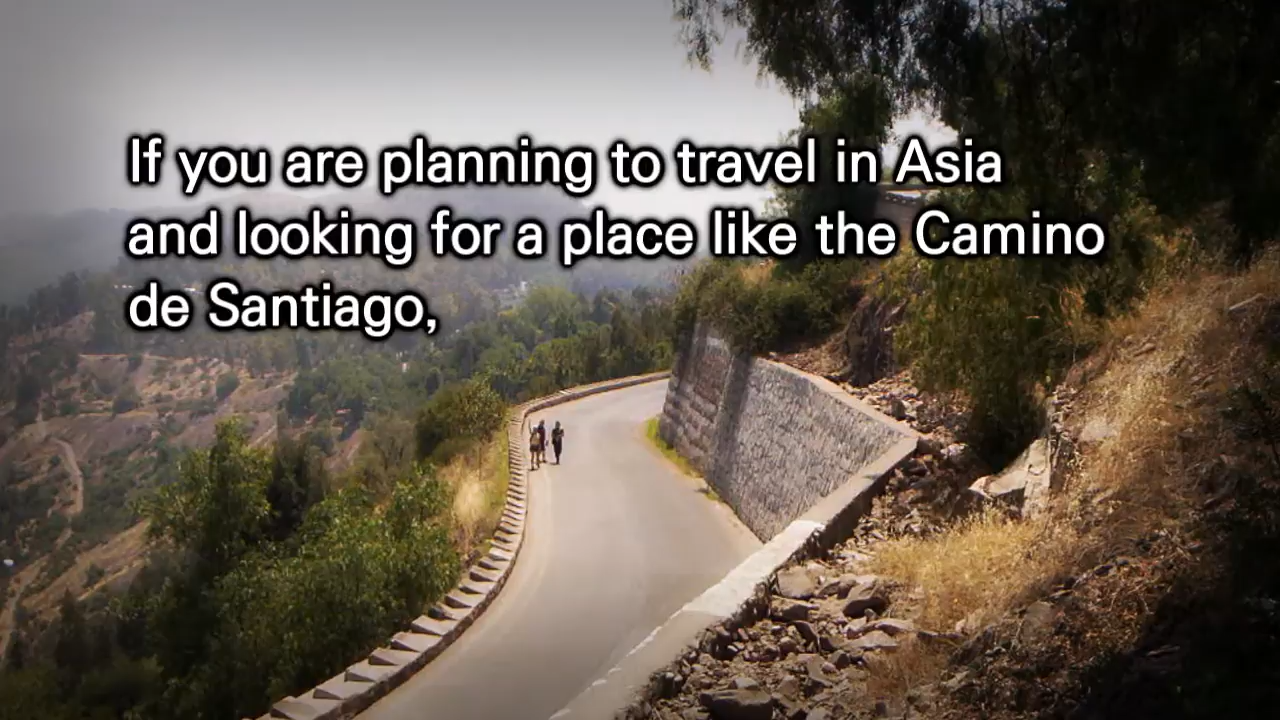 If you are planning to travel in Asia
and looking for a place like the Camino
de Santiago,